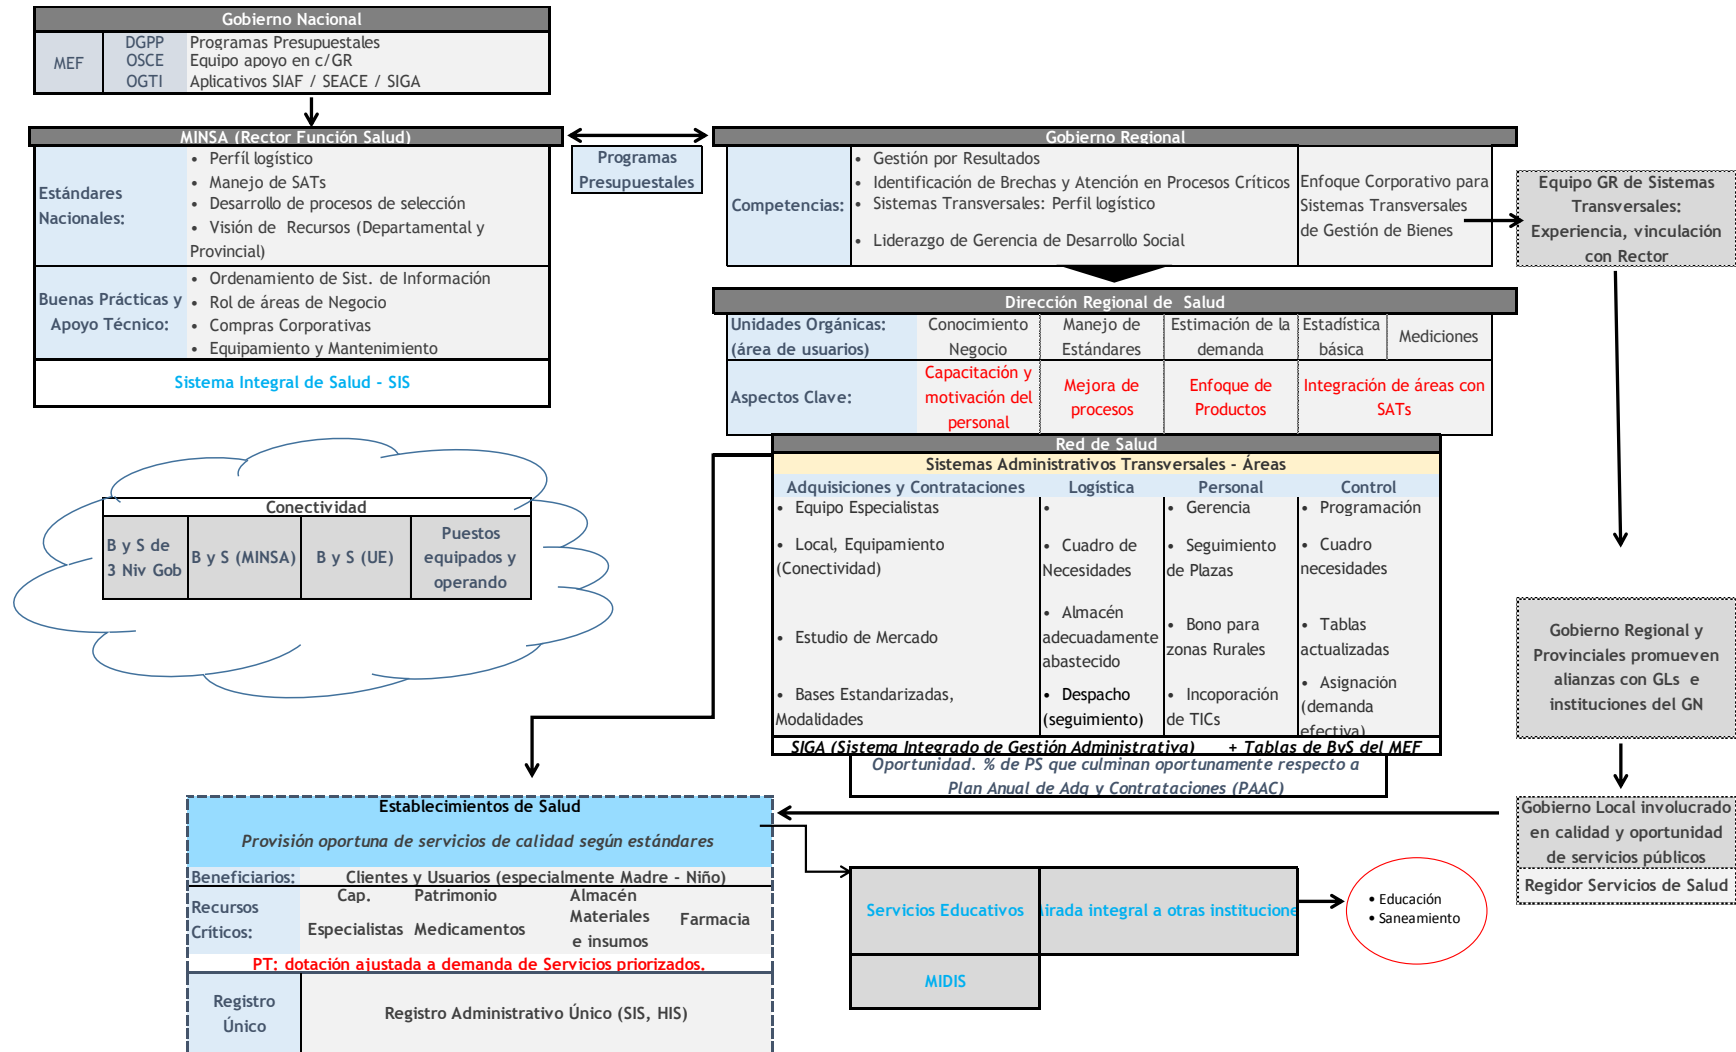 Gobierno Nacional
MEF
DGPP Programas Presupuestales
OSCE Equipo apoyo en c/GR
OGTI Aplicativos SIAF / SEACE / SIGA
MINSA (Rector Función Salud)
Estándares
Nacionales:
• Perfil logístico
• Manejo de SATs
• Desarrollo de procesos de selección
• Visión de Recursos (Departamental y
Provincial)
Buenas Prácticas y
Apoyo Técnico:
• Ordenamiento de Sist. de Información
• Rol de áreas de Negocio
• Compras Corporativas
• Equipamiento y Mantenimiento
Sistema Integral de Salud - SIS
Programas
Presupuestales
Gobierno Regional
Competencias:
• Gestión por Resultados
• Identificación de Brechas y Atención en Procesos Críticos
• Sistemas Transversales: Perfil logístico
• Liderazgo de Gerencia de Desarrollo Social
Enfoque Corporativo para
Sistemas Transversales
de Gestión de Bienes
Equipo GR de Sistemas
Transversales:
Experiencia, vinculación
con Rector
Dirección Regional de Salud
Unidades Orgánicas:
(área de usuarios)
Conocimiento
Negocio
Manejo de
Estándares
Estimación de la
demanda
Estadística
básica
Mediciones
Aspectos Clave:
Capacitación y
motivación del
personal
Mejora de
procesos
Enfoque de
Productos
Integración de áreas con
SATs
Red de Salud
Sistemas Administrativos Transversales - Áreas
Adquisiciones y Contrataciones
• Equipo Especialistas
• Local, Equipamiento
(Conectividad)
• Estudio de Mercado
• Bases Estandarizadas,
Modalidades
Logística
•
• Cuadro de
Necesidades
• Almacén
adecuadamente
abastecido
• Despacho
(seguimiento)
Personal
• Gerencia
• Seguimiento
de Plazas
• Bono para
zonas Rurales
• Incoporación
de TICs
Control
• Programación
• Cuadro
necesidades
• Tablas
actualizadas
• Asignación
(demanda
efectiva)
SIGA (Sistema Integrado de Gestión Administrativa) + Tablas de ByS del MEF
Oportunidad. % de PS que culminan oportunamente respecto a
Plan Anual de Adq y Contrataciones (PAAC)
Conectividad
B y S de
3 Niv Gob
B y S (MINSA)
B y S (UE)
Puestos
equipados y
operando
Gobierno Regional y
Provinciales promueven
alianzas con GLs e
instituciones del GN
Gobierno Local involucrado
en calidad y oportunidad
de servicios públicos
Regidor Servicios de Salud
Establecimientos de Salud
Provisión oportuna de servicios de calidad según estándares
Beneficiarios: Clientes y Usuarios (especialmente Madre - Niño)
Recursos
Críticos:
Cap.
Especialistas
Patrimonio
Medicamentos
Almacén
Materiales
e insumos
Farmacia
PT: dotación ajustada a demanda de Servicios priorizados.
Registro
Único
Registro Administrativo Único (SIS, HIS)
Servicios Educativos
integral a otras
MIDIS
• Educación
• Saneamiento